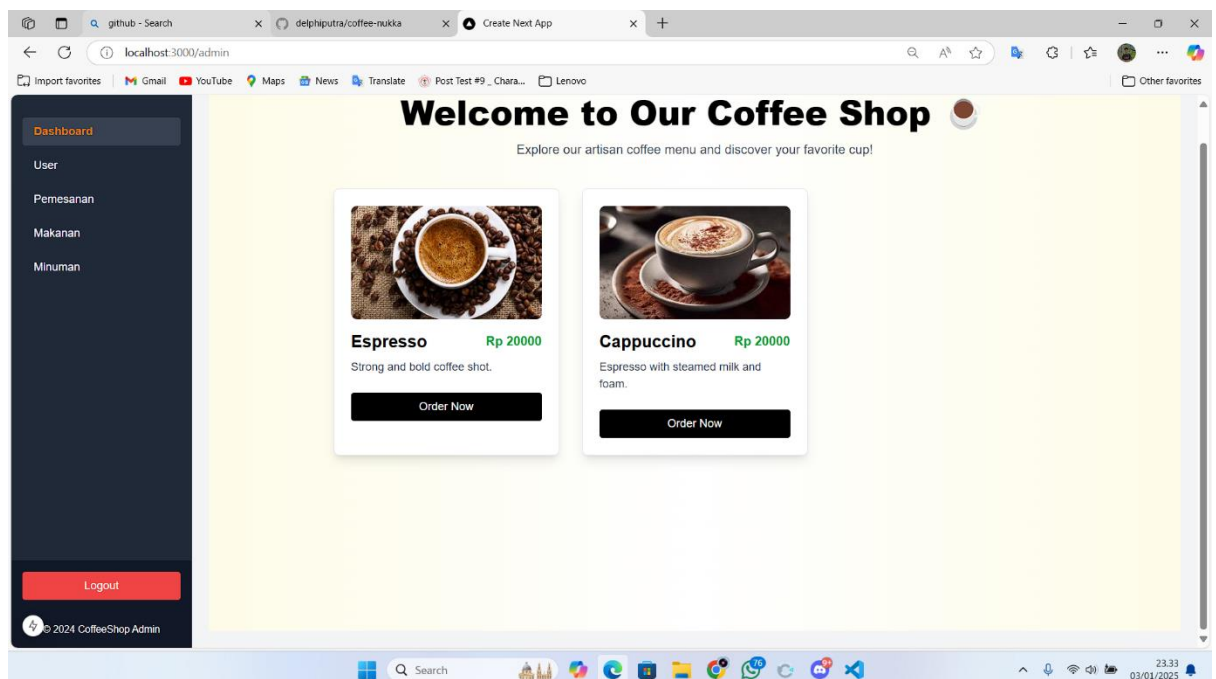 github - Search
delphiputra/coffee-nukka
Create Next App
localhost:3000/admin
Import favorites
Gmail
YouTube
Maps
News
Translate
Post Test #9 _ Chara...
Lenovo
Other favorites
Dashboard
User
Pemesanan
Makanan
Minuman
Logout
© 2024 CoffeeShop Admin
Welcome to Our Coffee Shop
Explore our artisan coffee menu and discover your favorite cup!
Espresso Rp 20000
Strong and bold coffee shot.
Order Now
Cappuccino Rp 20000
Espresso with steamed milk and
foam.
Order Now
Search
76
23.33
03/01/2025